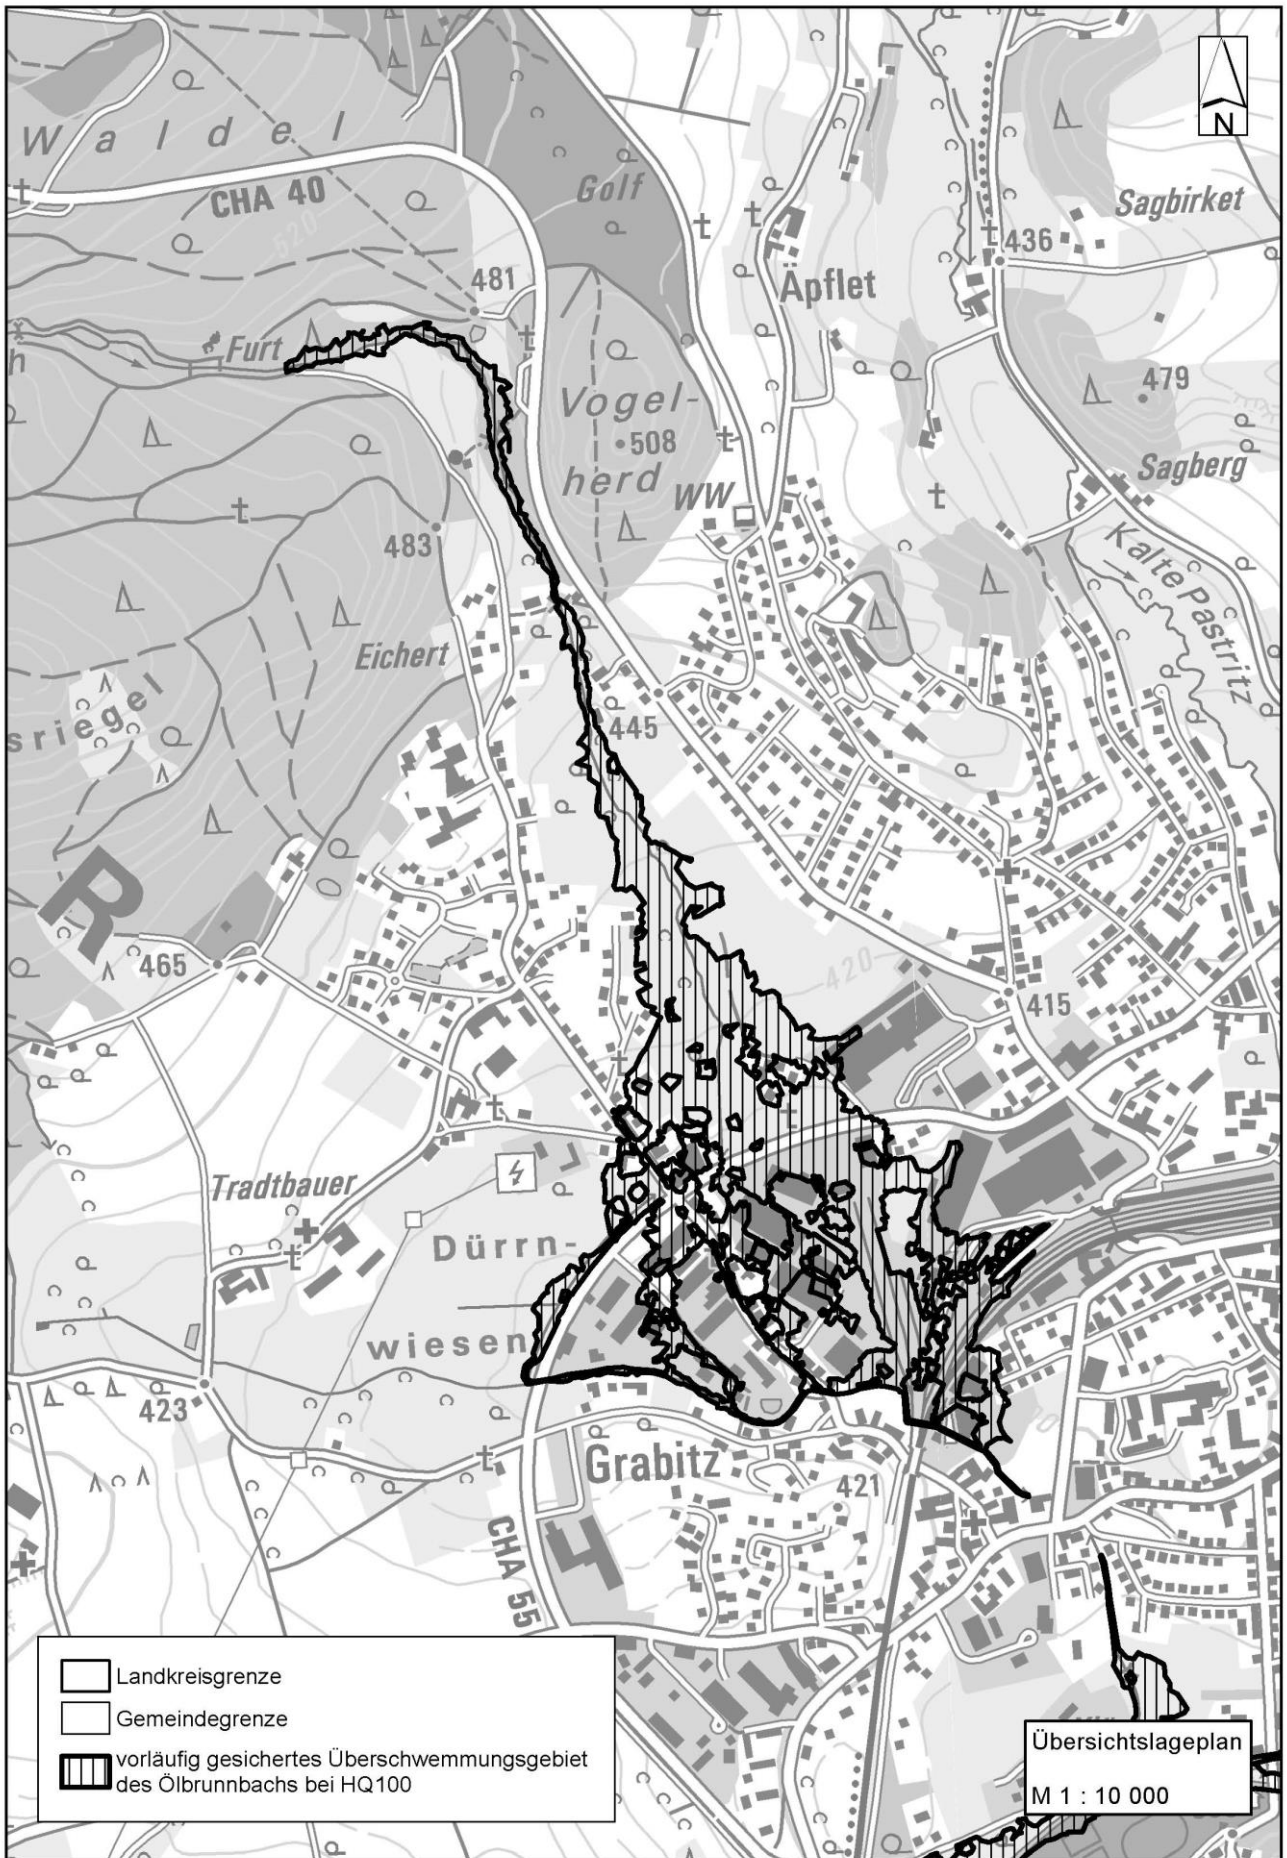 N
Waldel
CHA 40
520
Golf
Sagbirket
436
Äpflet
481
Furt
h
Vogel-
508
herd
479
Sagberg
WW
483
Kalte Pastritz
Eichert
sriegel
445
R
465
420
415
Tradtbauer
Dürrn-
wiesen
423
Grabitz
421
CHA 55
Landkreisgrenze
Gemeindegrenze
vorläufig gesichertes Überschwemmungsgebiet
des Ölbrunnbachs bei HQ100
Übersichtslageplan
M 1 : 10 000